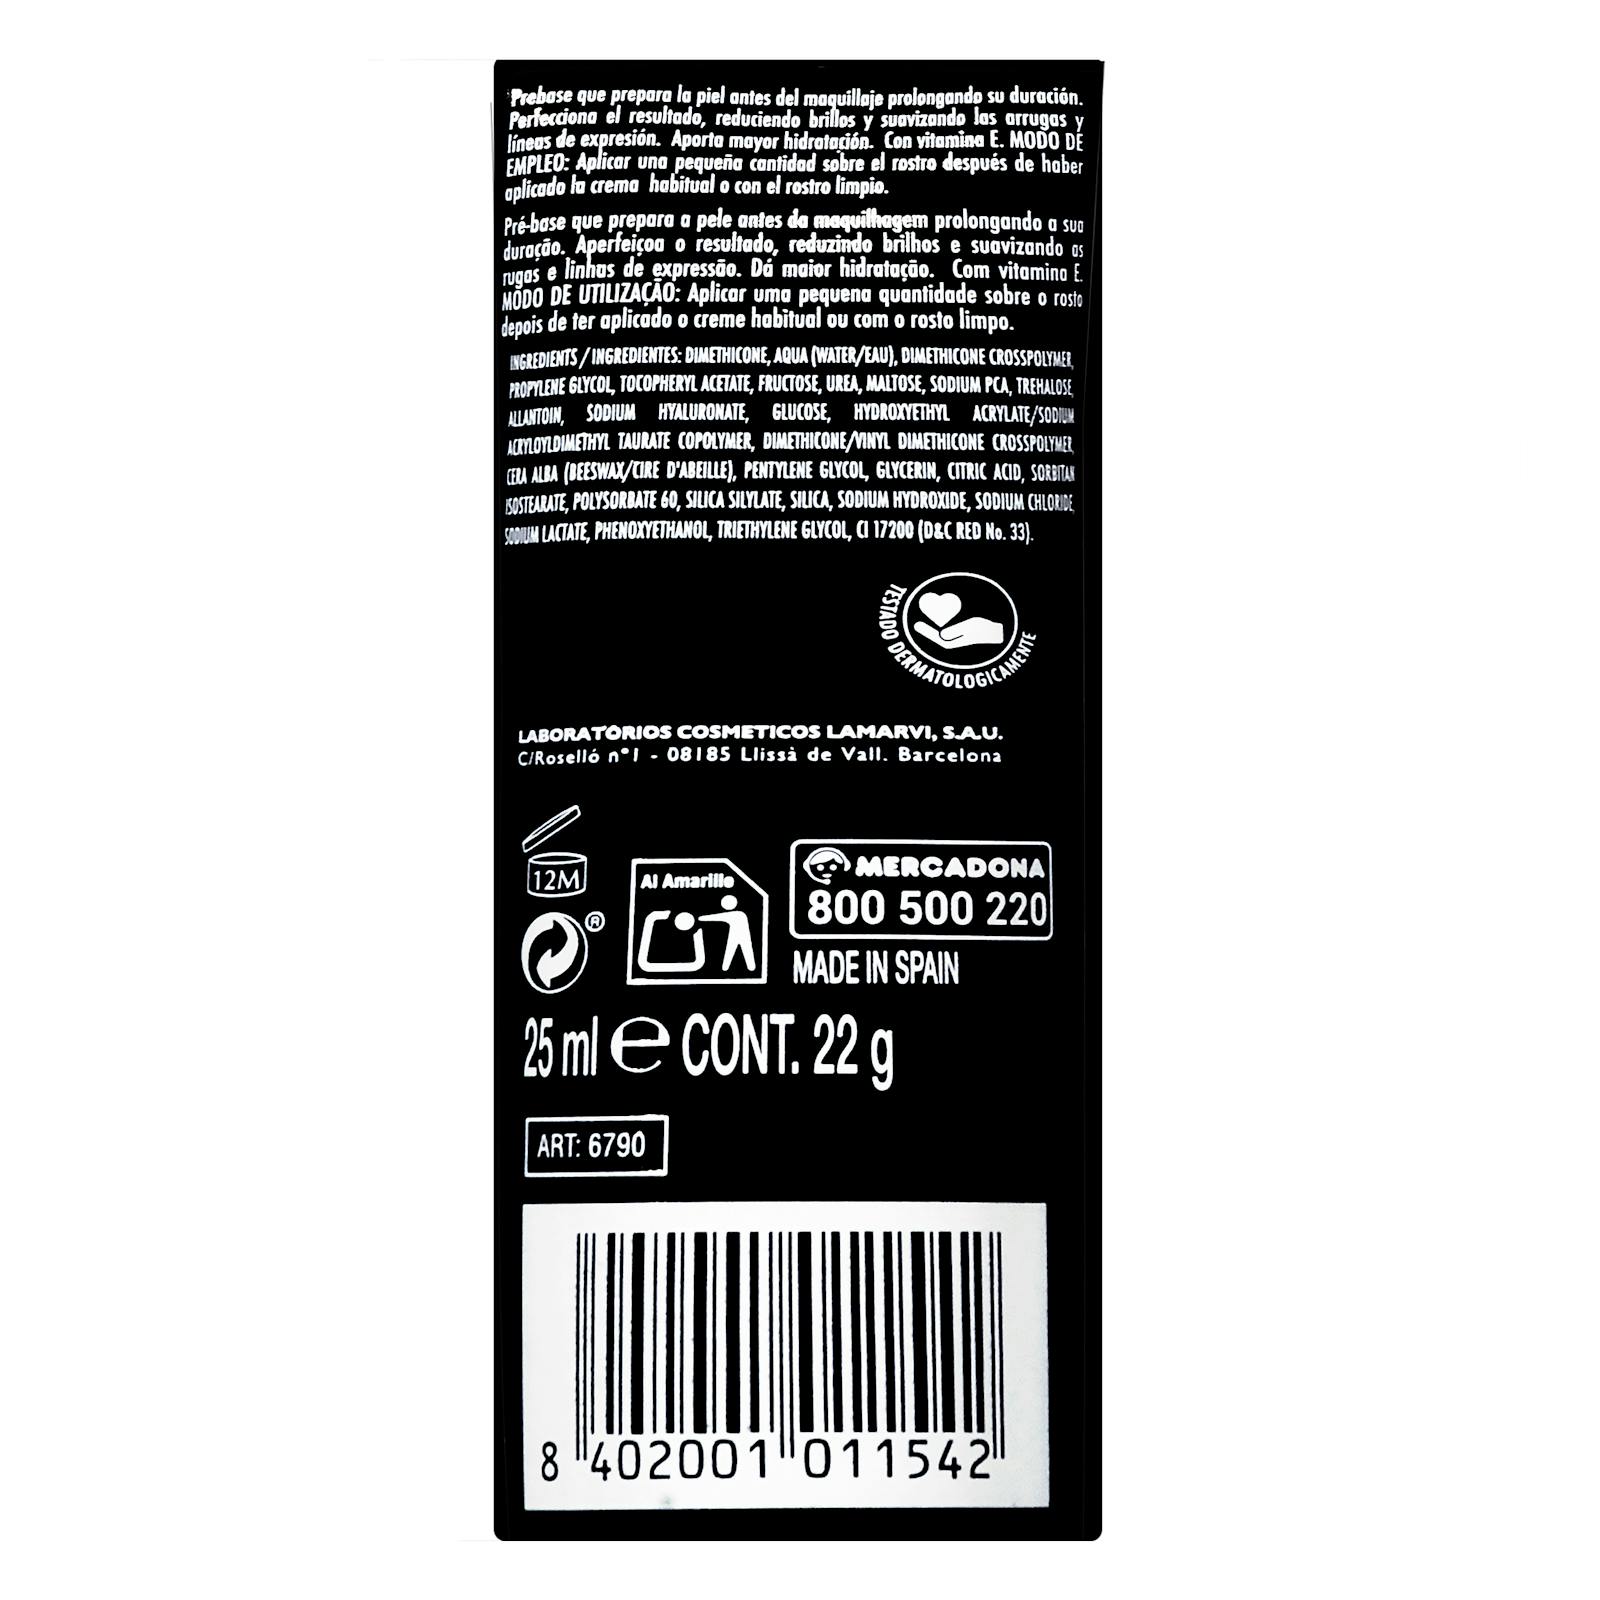 Prebase que prepara la piel antes del maquillaje prolongando su duración.
Perfecciona el resultado, reduciendo brillos y suavizando las arrugas y
líneas de expresión. Aporta mayor hidratación. Con vitamina E. MODO DE
EMPLEO: Aplicar una pequeña cantidad sobre el rostro después de haber
aplicado la crema habitual o con el rostro limpio.
Pré-base que prepara a pele antes da maquilhagem prolongando a sua
duração. Aperfeiçoa o resultado, reduzindo brilhos e suavizando as
rugas e linhas de expressão. Dá maior hidratação. Com vitamina E.
MODO DE UTILIZAÇÃO: Aplicar uma pequena quantidade sobre o rosto
depois de ter aplicado o creme habitual ou com o rosto limpo.
INGREDIENTS/INGREDIENTES: DIMETHICONE, AQUA (WATER/EAU), DIMETHICONE CROSSPOLYMER,
PROPYLENE GLYCOL, TOCOPHERYL ACETATE, FRUCTOSE, UREA, MALTOSE, SODIUM PCA, TREHALOSE,
ALLANTOIN, SODIUM HYALURONATE, GLUCOSE, HYDROXYETHYL ACRYLATE/SODIUM
ACRYLOYLDIMETHYL TAURATE COPOLYMER, DIMETHICONE/VINYL DIMETHICONE CROSSPOLYMER,
CERA ALBA (BEESWAX/CIRE D'ABEILLE), PENTYLENE GLYCOL, GLYCERIN, CITRIC ACID, SORBITAN
ISOSTEARATE, POLYSORBATE 60, SILICA SILYLATE, SILICA, SODIUM HYDROXIDE, SODIUM CHLORIDE,
SODIUM LACTATE, PHENOXYETHANOL, TRIETHYLENE GLYCOL, CI 17200 (D&C RED No. 33).
TESTADO DERMATOLOGICAMENTE
LABORATORIOS COSMETICOS LAMARVI, S.A.U.
C/Roselló n°1 - 08185 Llissà de Vall. Barcelona
12M
Al Amarillo
MERCADONA
800 500 220
®
MADE IN SPAIN
25 ml e CONT. 22 g
ART: 6790
8 402001 011542